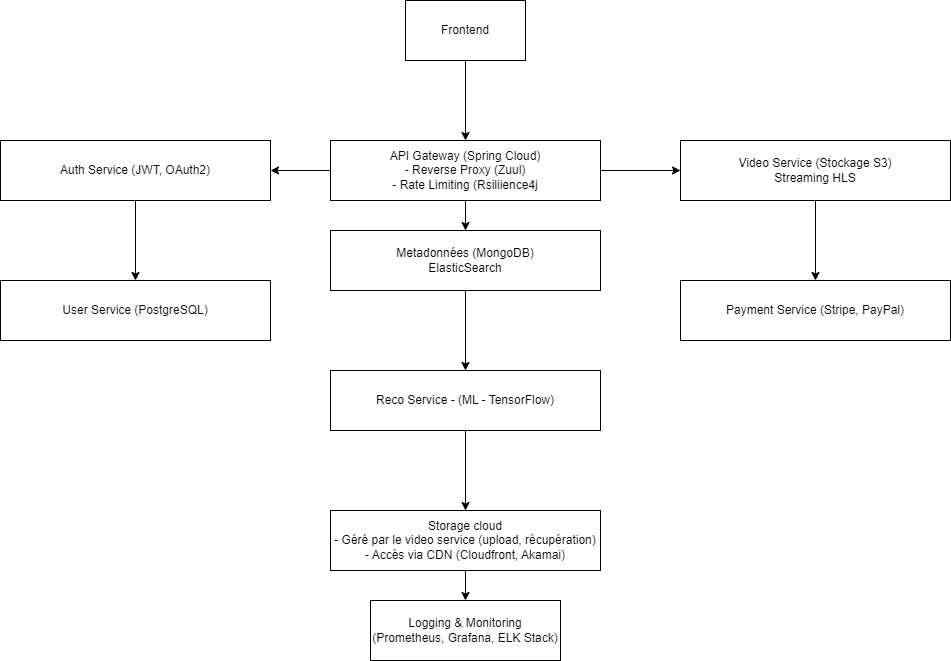 Frontend
Auth Service (JWT, OAuth2)
API Gateway (Spring Cloud)
- Reverse Proxy (Zuul)
- Rate Limiting (Rsiliience4j
Video Service (Stockage S3)
Streaming HLS
Metadonnées (MongoDB)
ElasticSearch
User Service (PostgreSQL)
Payment Service (Stripe, PayPal)
Reco Service - (ML - TensorFlow)
Storage cloud
- Géré par le video service (upload, récupération)
- Accès via CDN (Cloudfront, Akamai)
Logging & Monitoring
(Prometheus, Grafana, ELK Stack)